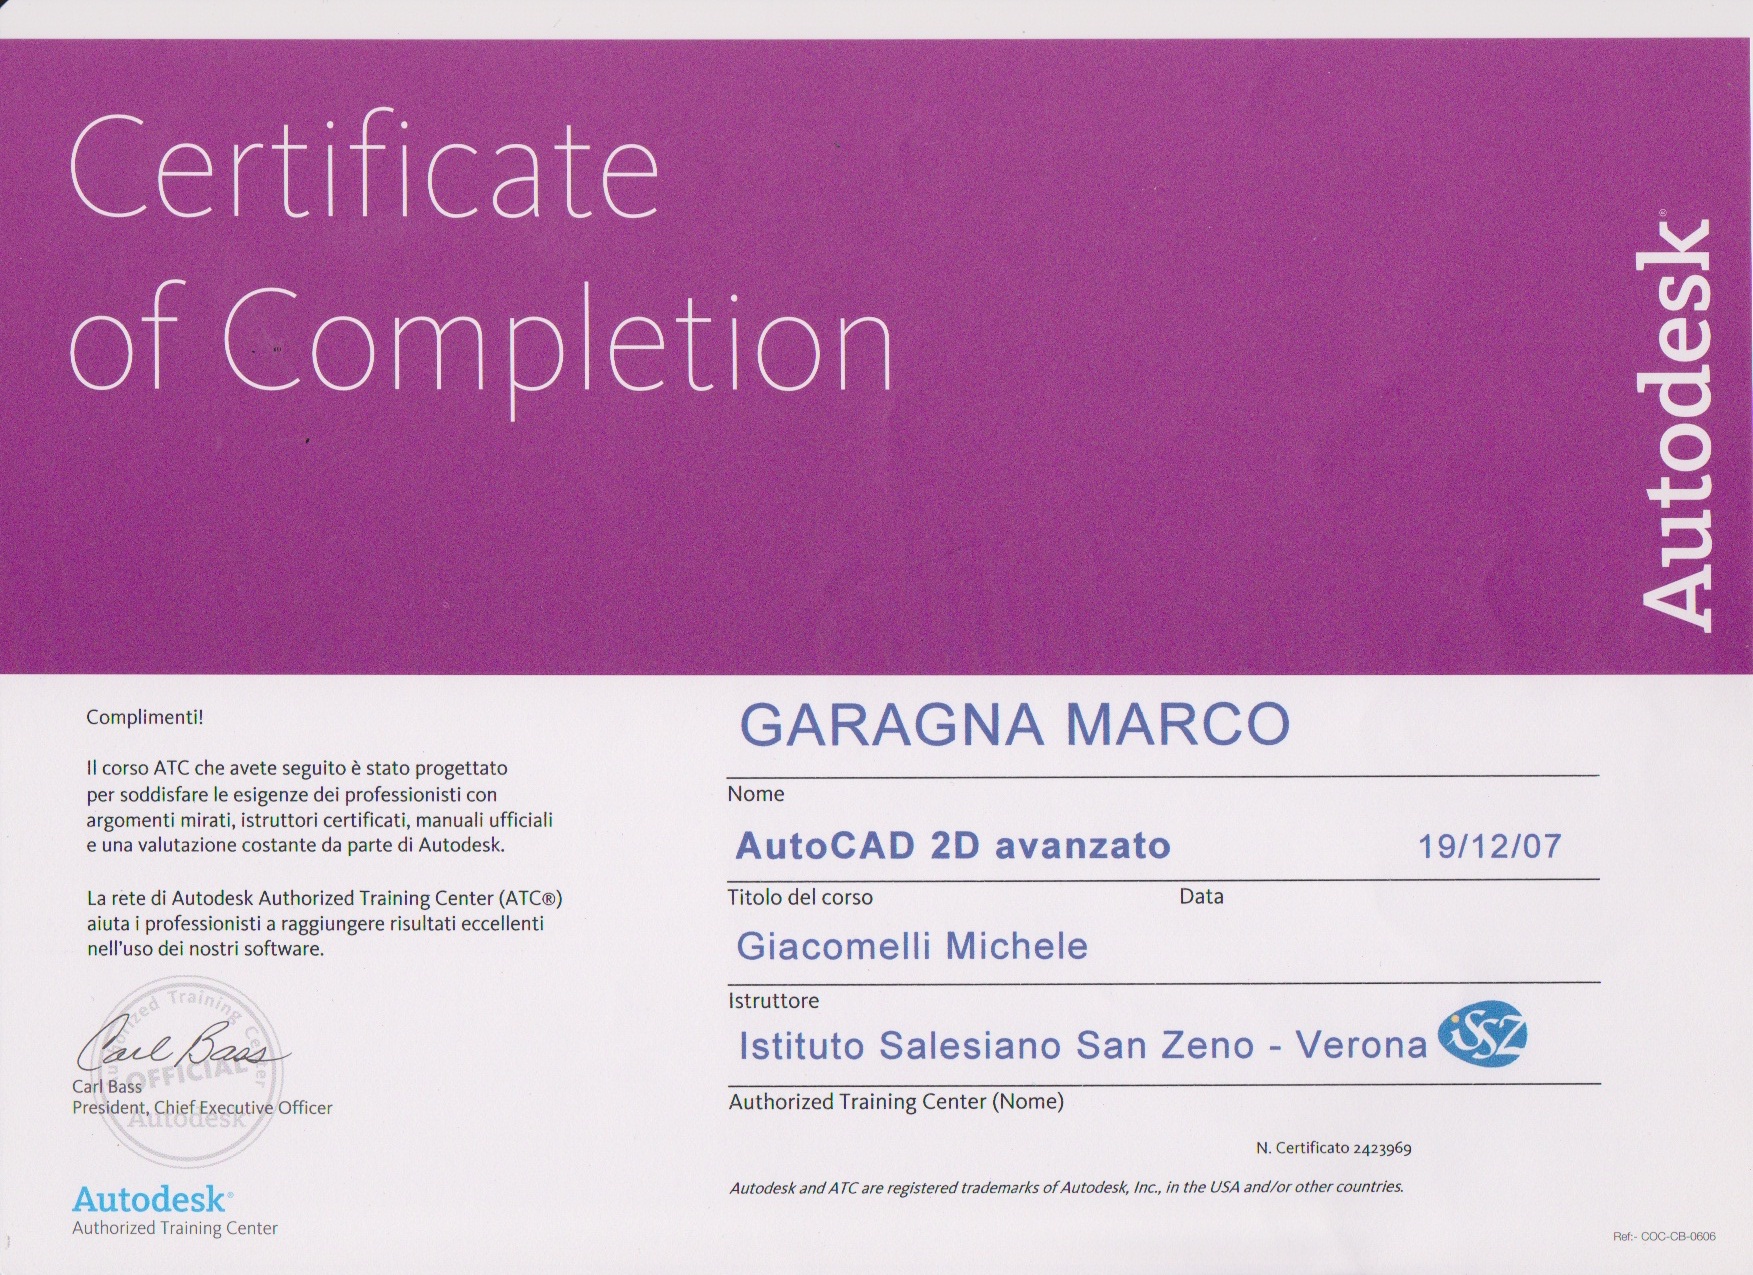 Certificate
of Completion
Autodesk®
Complimenti!
Il corso ATC che avete seguito è stato progettato
per soddisfare le esigenze dei professionisti con
argomenti mirati, istruttori certificati, manuali ufficiali
e una valutazione costante da parte di Autodesk.
La rete di Autodesk Authorized Training Center (ATC®)
aiuta i professionisti a raggiungere risultati eccellenti
nell'uso dei nostri software.
Authorized Training Center
OFFICIAL
Autodesk
Carl Bass
Carl Bass
President, Chief Executive Officer
Autodesk®
Authorized Training Center
GARAGNA MARCO
Nome
AutoCAD 2D avanzato 19/12/07
Titolo del corso Data
Giacomelli Michele
Istruttore
Istituto Salesiano San Zeno - Verona iSSZ
Authorized Training Center (Nome)
N. Certificato 2423969
Autodesk and ATC are registered trademarks of Autodesk, Inc., in the USA and/or other countries.
Ref:- COC-CB-0606